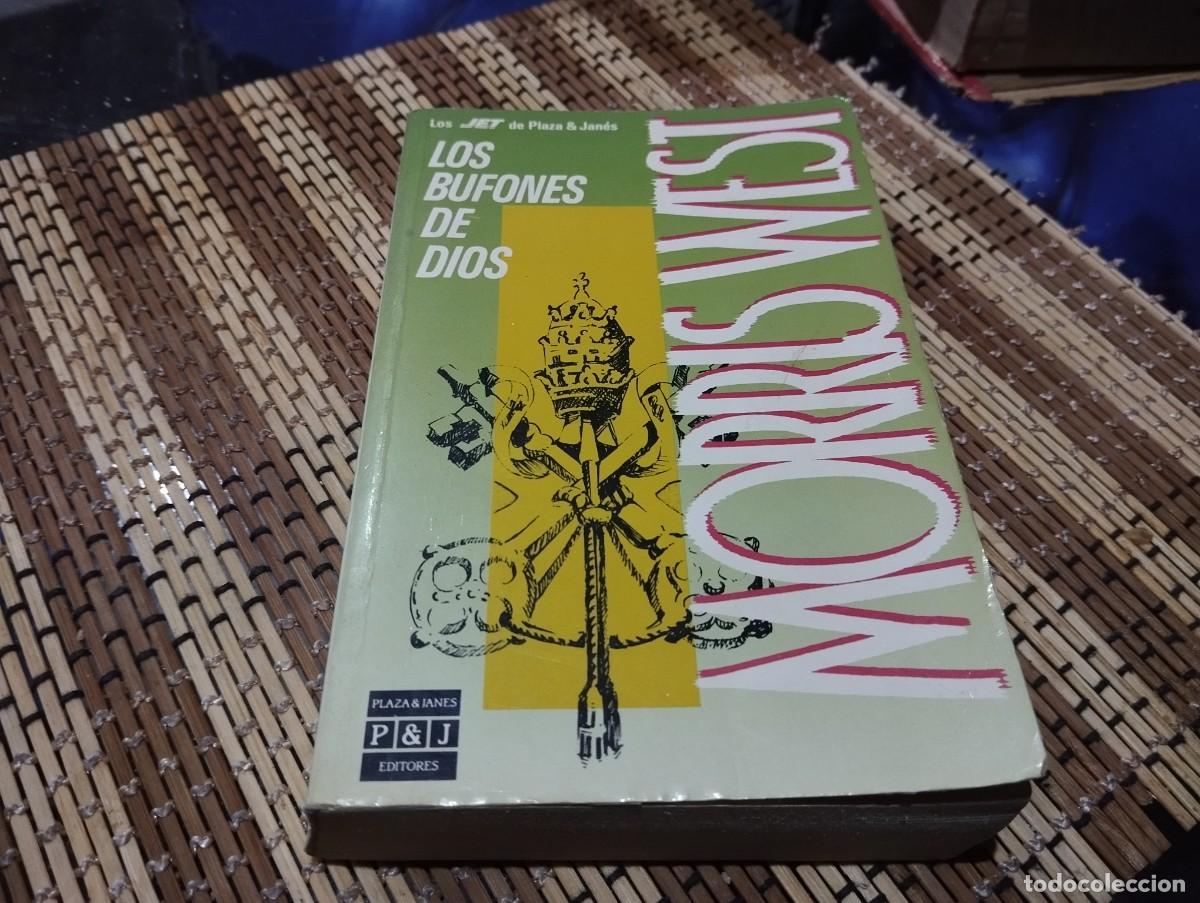 Los JET de Plaza & Janés
LOS
BUFONES
DE
DIOS
MORRIS WEST
PLAZA & JANES
P & J
EDITORES
todocoleccion